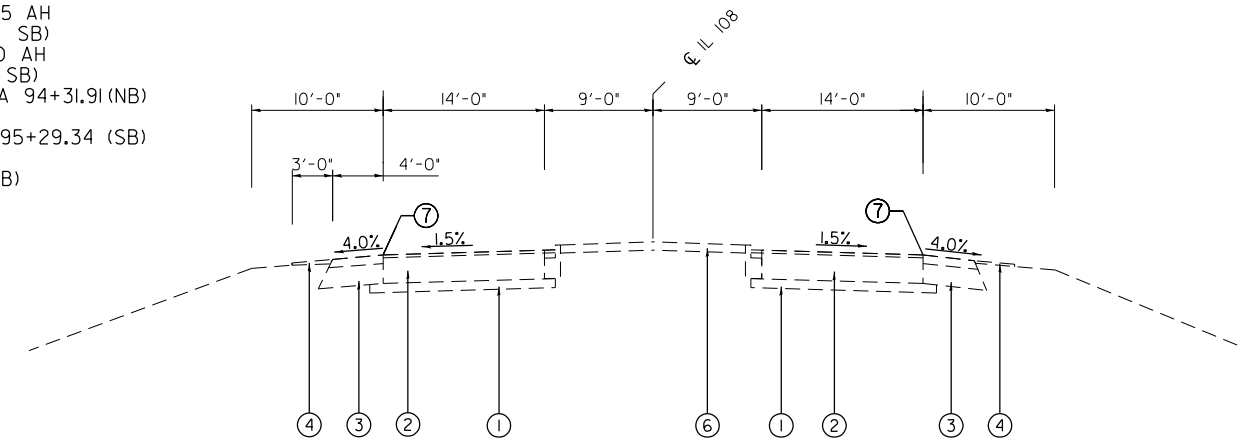 5 AH
SB)
0 AH
SB)
A 94+31.91(NB)
95+29.34 (SB)
B)
℄ IL 108
10'-0" 14'-0" 9'-0" 9'-0" 14'-0" 10'-0"
3'-0" 4'-0"
7 7
4.0% 1.5% 1.5% 4.0%
4 3 2 1 6 1 2 3 4